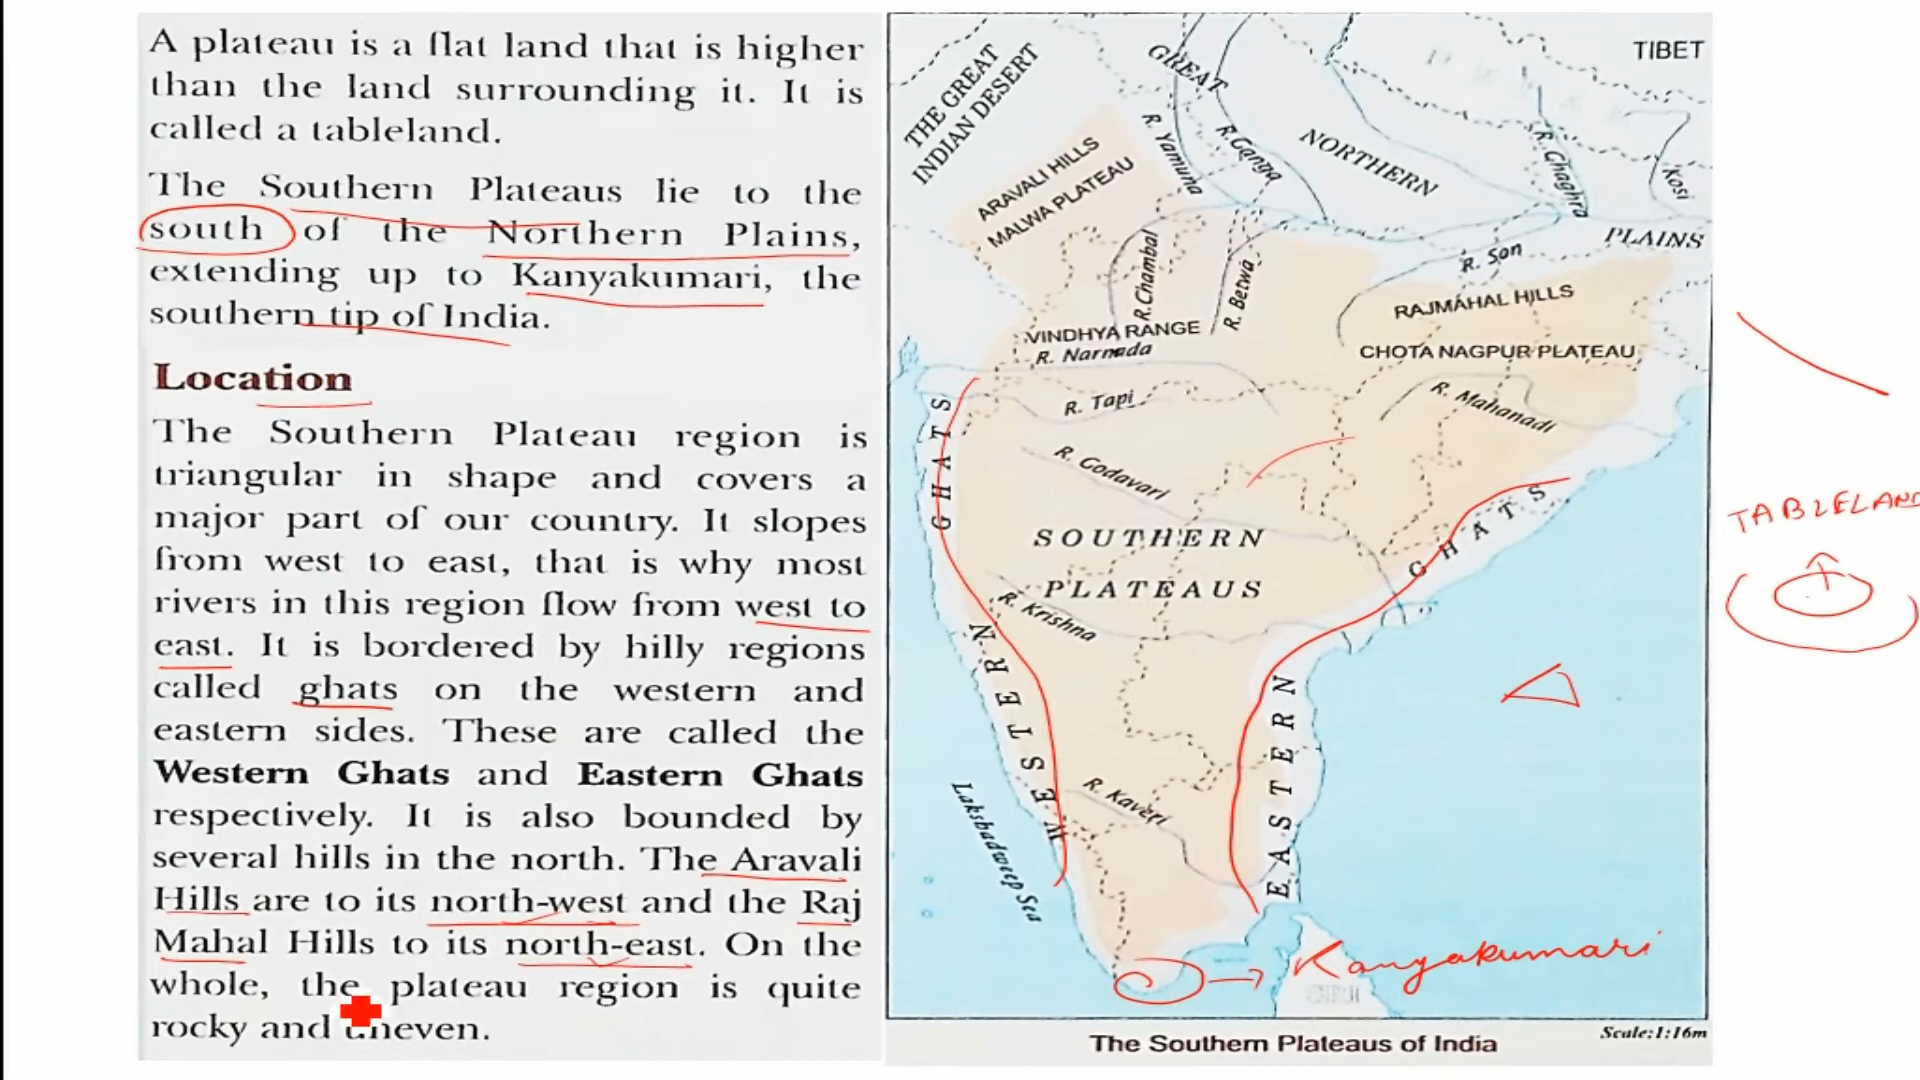 A plateau is a flat land that is higher
than the land surrounding it. It is
called a tableland.
The Southern Plateaus lie to the
south of the Northern Plains,
extending up to Kanyakumari, the
southern tip of India.
Location
The Southern Plateau region is
triangular in shape and covers a
major part of our country. It slopes
from west to east, that is why most
rivers in this region flow from west to
east. It is bordered by hilly regions
called ghats on the western and
eastern sides. These are called the
Western Ghats and Eastern Ghats
respectively. It is also bounded by
several hills in the north. The Aravali
Hills are to its north-west and the Raj
Mahal Hills to its north-east. On the
whole, the plateau region is quite
rocky and uneven.
TIBET
THE GREAT
INDIAN DESERT
GREAT
NORTHERN
PLAINS
R. Yamuna
R. Ganga
R. Ghaghra
Kosi
ARAVALI HILLS
MALWA PLATEAU
R. Chambal
R. Betwa
R. Son
RAJMAHAL HILLS
VINDHYA RANGE
R. Narmada
CHOTA NAGPUR PLATEAU
R. Tapi
R. Mahanadi
R. Godavari
SOUTHERN
PLATEAUS
R. Krishna
R. Kaveri
WESTERN GHATS
EASTERN GHATS
Lakshadweep Sea
TABLELAND
Kanyakumari
The Southern Plateaus of India
Scale:1:16m